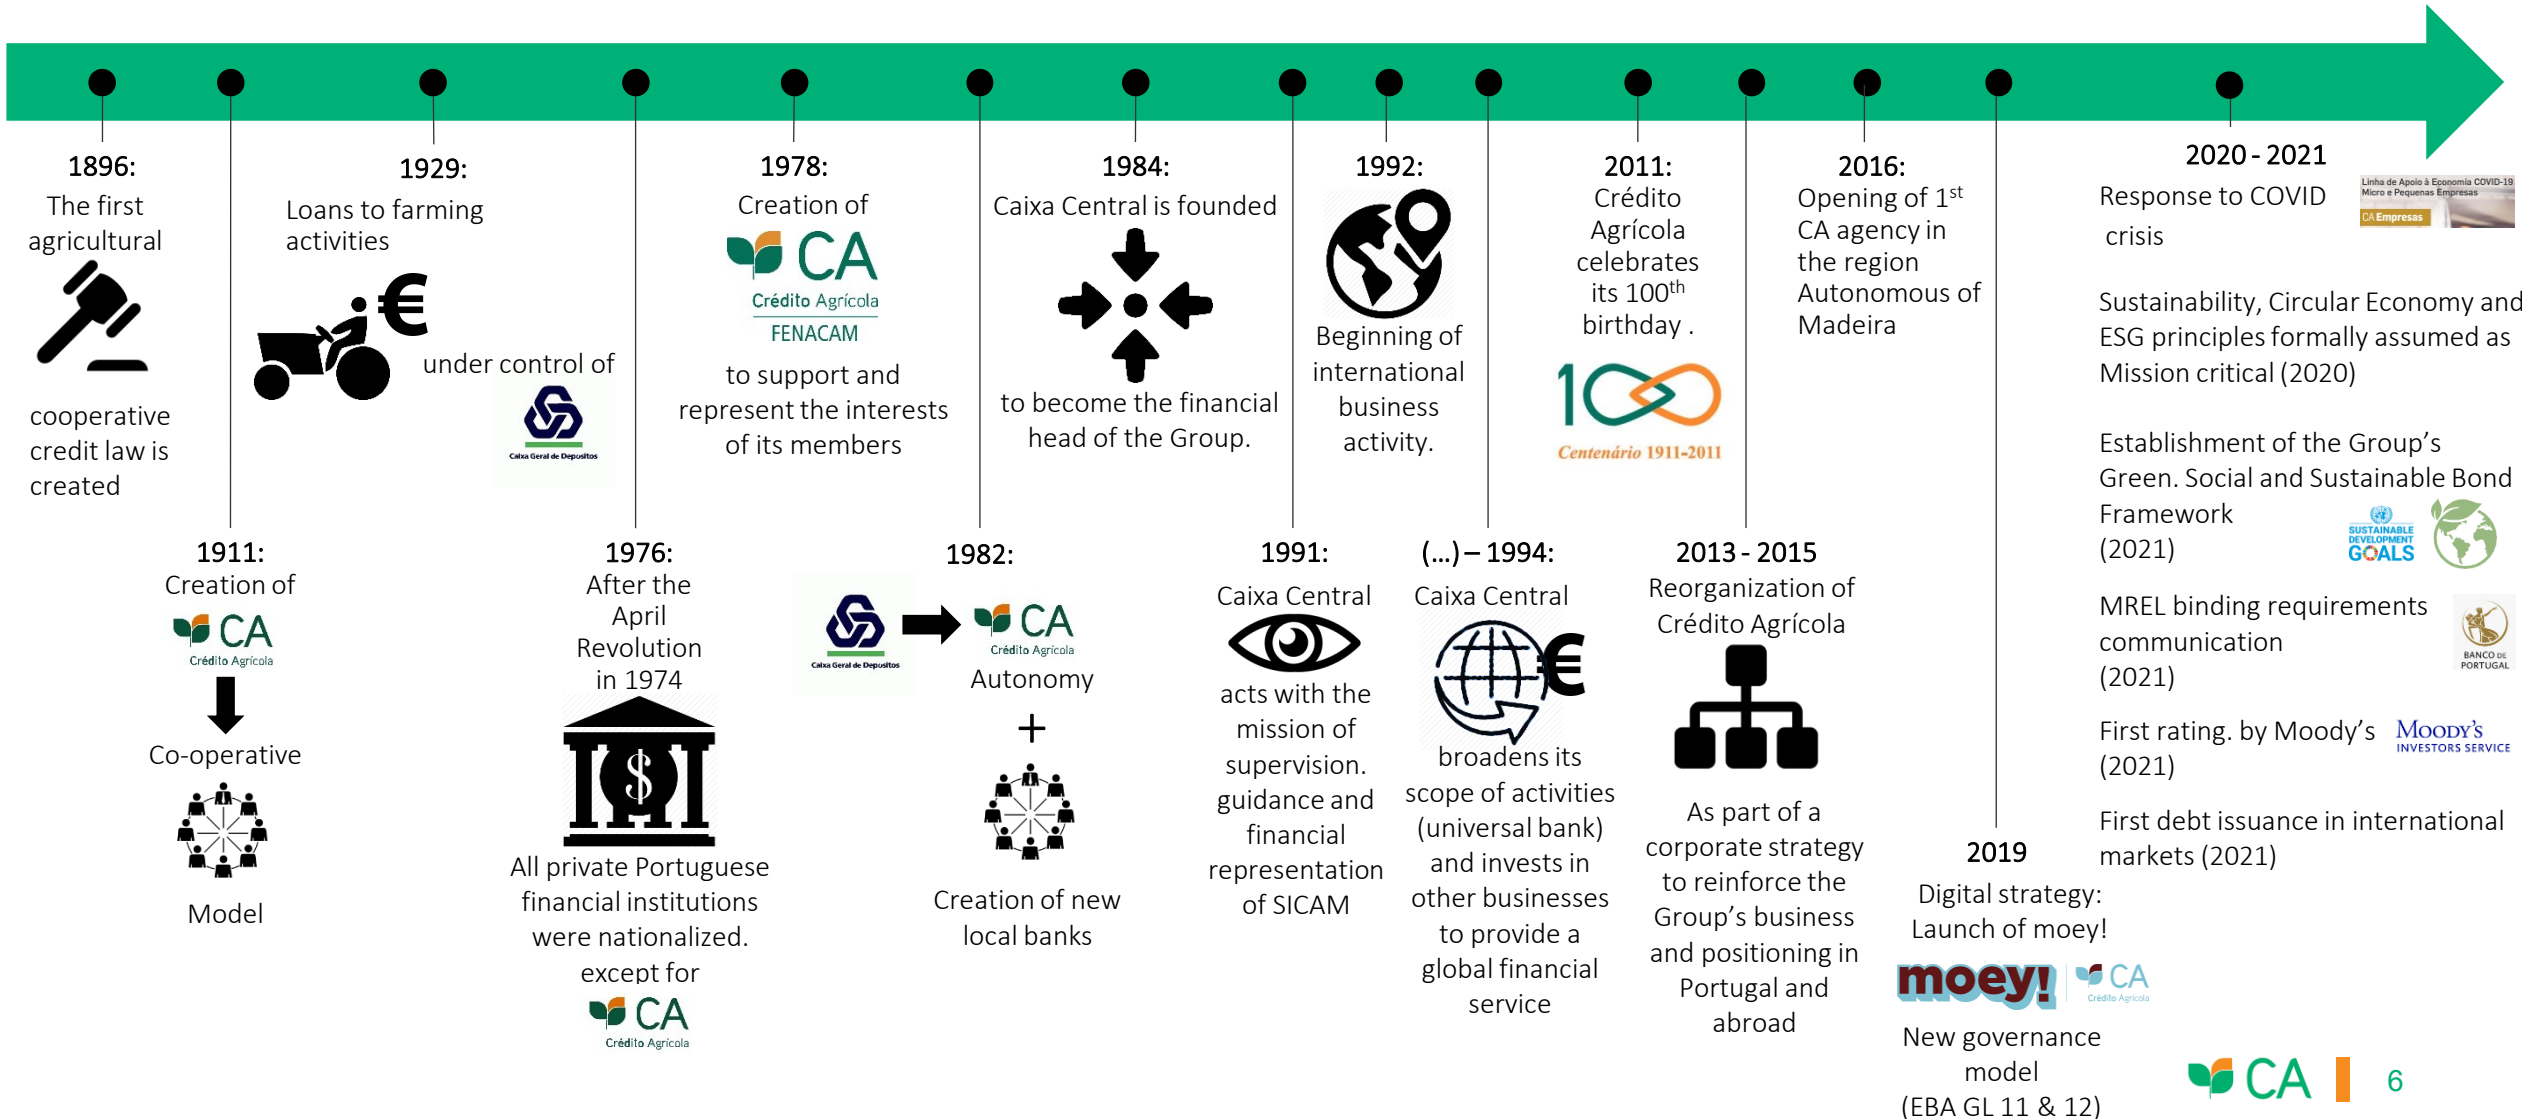 1896:
The first
agricultural
cooperative
credit law is
created
1911:
Creation of
CA
Crédito Agrícola
Co-operative
Model
1929:
Loans to farming
activities
€
under control of
Caixa Geral de Depositos
1976:
After the
April
Revolution
in 1974
$
All private Portuguese
financial institutions
were nationalized.
except for
CA
Crédito Agrícola
1978:
Creation of
CA
Crédito Agrícola
FENACAM
to support and
represent the interests
of its members
1982:
Caixa Geral de Depositos
CA
Crédito Agrícola
Autonomy
+
Creation of new
local banks
1984:
Caixa Central is founded
to become the financial
head of the Group.
1991:
Caixa Central
acts with the
mission of
supervision.
guidance and
financial
representation
of SICAM
1992:
Beginning of
international
business
activity.
(...) – 1994:
Caixa Central
€
broadens its
scope of activities
(universal bank)
and invests in
other businesses
to provide a
global financial
service
2011:
Crédito
Agrícola
celebrates
its 100th
birthday .
100
Centenário 1911-2011
2013 - 2015
Reorganization of
Crédito Agrícola
As part of a
corporate strategy
to reinforce the
Group's business
and positioning in
Portugal and
abroad
2016:
Opening of 1st
CA agency in
the region
Autonomous of
Madeira
2019
Digital strategy:
Launch of moey!
moey! CA
Crédito Agrícola
New governance
model
(EBA GL 11 & 12)
2020 - 2021
Response to COVID
crisis
Linha de Apoio à Economia COVID-19
Micro e Pequenas Empresas
CA Empresas
Sustainability, Circular Economy and
ESG principles formally assumed as
Mission critical (2020)
Establishment of the Group's
Green. Social and Sustainable Bond
Framework
(2021)
SUSTAINABLE
DEVELOPMENT
GOALS
MREL binding requirements
communication
(2021)
BANCO DE
PORTUGAL
First rating. by Moody's
(2021)
MOODY'S
INVESTORS SERVICE
First debt issuance in international
markets (2021)
CA
6